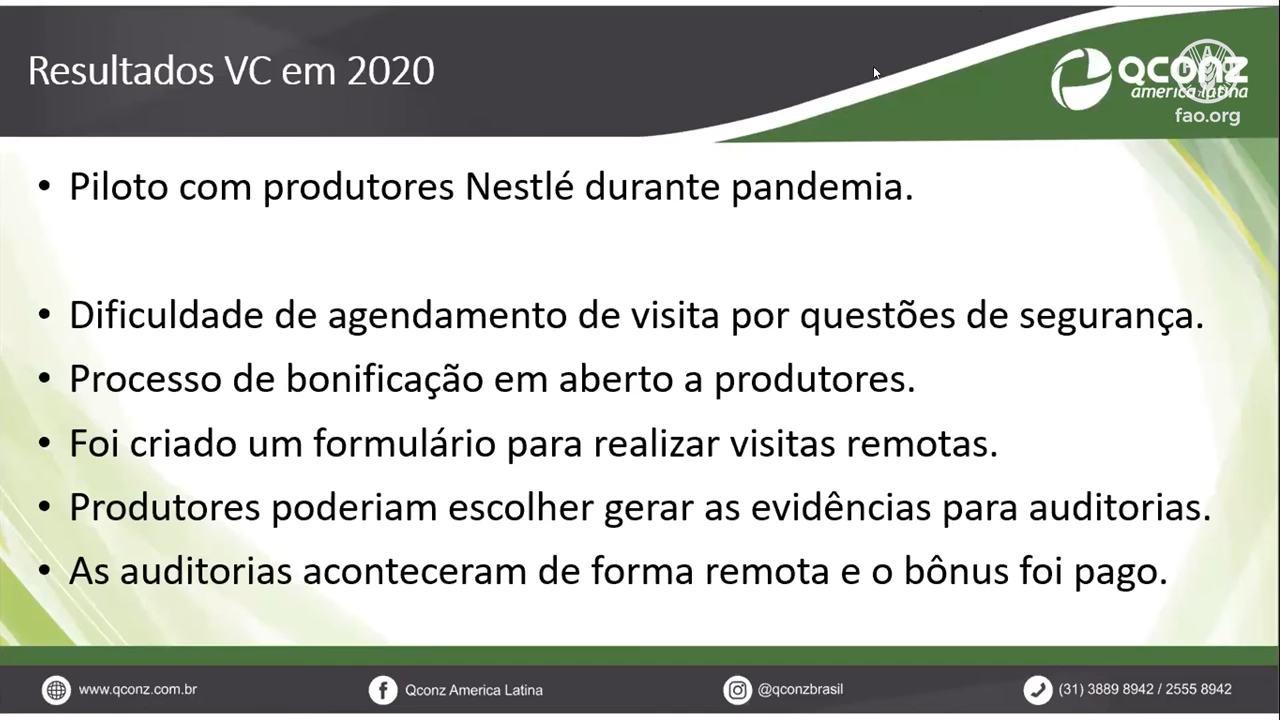 Resultados VC em 2020
QCONZ
america latina
fao.org
• Piloto com produtores Nestlé durante pandemia.
• Dificuldade de agendamento de visita por questões de segurança.
• Processo de bonificação em aberto a produtores.
• Foi criado um formulário para realizar visitas remotas.
• Produtores poderiam escolher gerar as evidências para auditorias.
• As auditorias aconteceram de forma remota e o bônus foi pago.
www.qconz.com.br
Qconz America Latina
@qconzbrasil
(31) 3889 8942 / 2555 8942